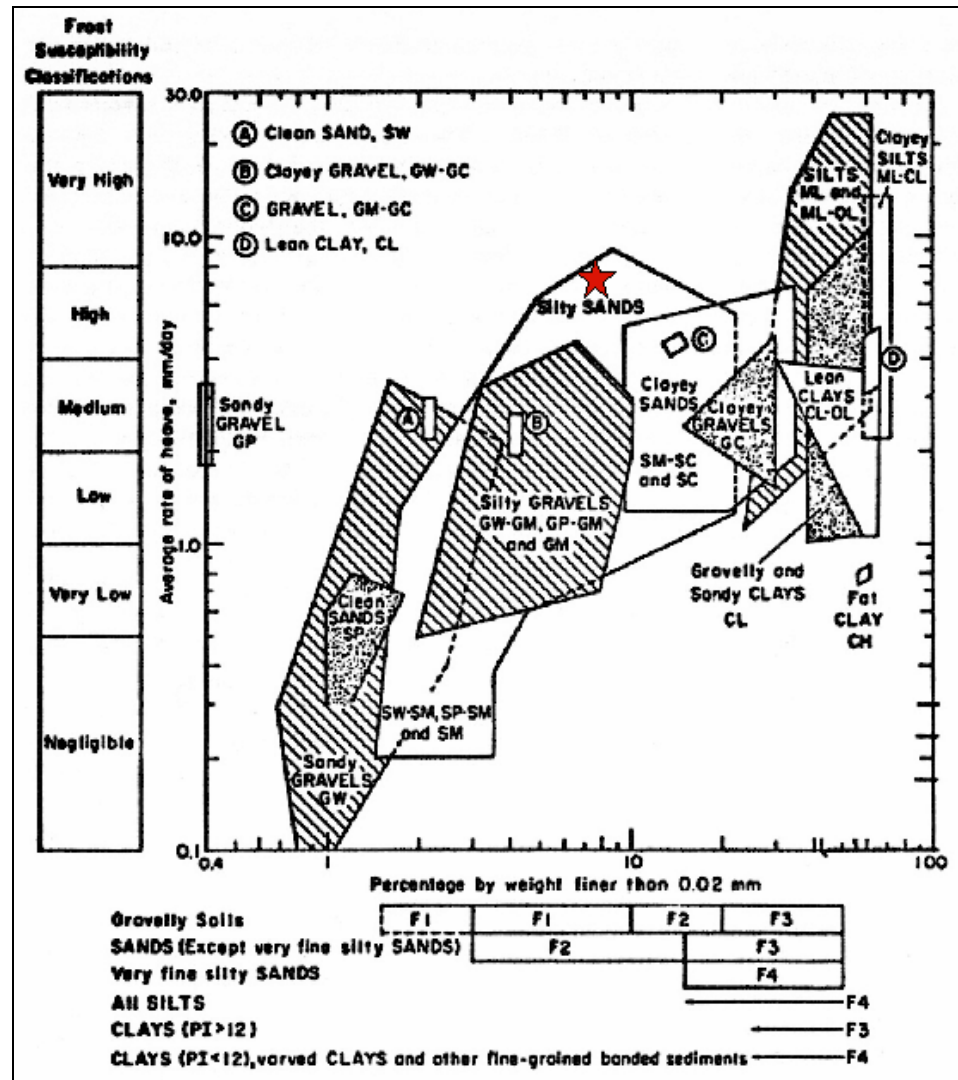 Frost
Susceptibility
Classifications
Very High
High
Medium
Low
Very Low
Negligible
Average rate of heave, mm/day
30.0
10.0
1.0
0.1
Ⓐ Clean SAND, SW
Ⓑ Clayey GRAVEL, GW-GC
Ⓒ GRAVEL, GM-GC
Ⓓ Lean CLAY, CL
Clayey
SILTS
ML-CL
SILTS
ML and
ML-OL
Silty SANDS
Ⓒ
Ⓓ
Sandy
GRAVEL
GP
Ⓐ
Ⓑ
Clayey
SANDS
SM-SC
and SC
Clayey
GRAVELS
GC
Lean
CLAYS
CL-OL
Silty GRAVELS
GW-GM, GP-GM
and GM
Clean
SANDS
SP
Gravelly and
Sandy CLAYS
CL
Fat
CLAY
CH
SW-SM, SP-SM
and SM
Sandy
GRAVELS
GW
0.4 1 10 100
Percentage by weight finer than 0.02 mm
Gravelly Soils F1 F1 F2 F3
SANDS (Except very fine silty SANDS) F2 F3
Very fine silty SANDS F4
All SILTS F4
CLAYS (PI>12) F3
CLAYS (PI<12), varved CLAYS and other fine-grained banded sediments F4